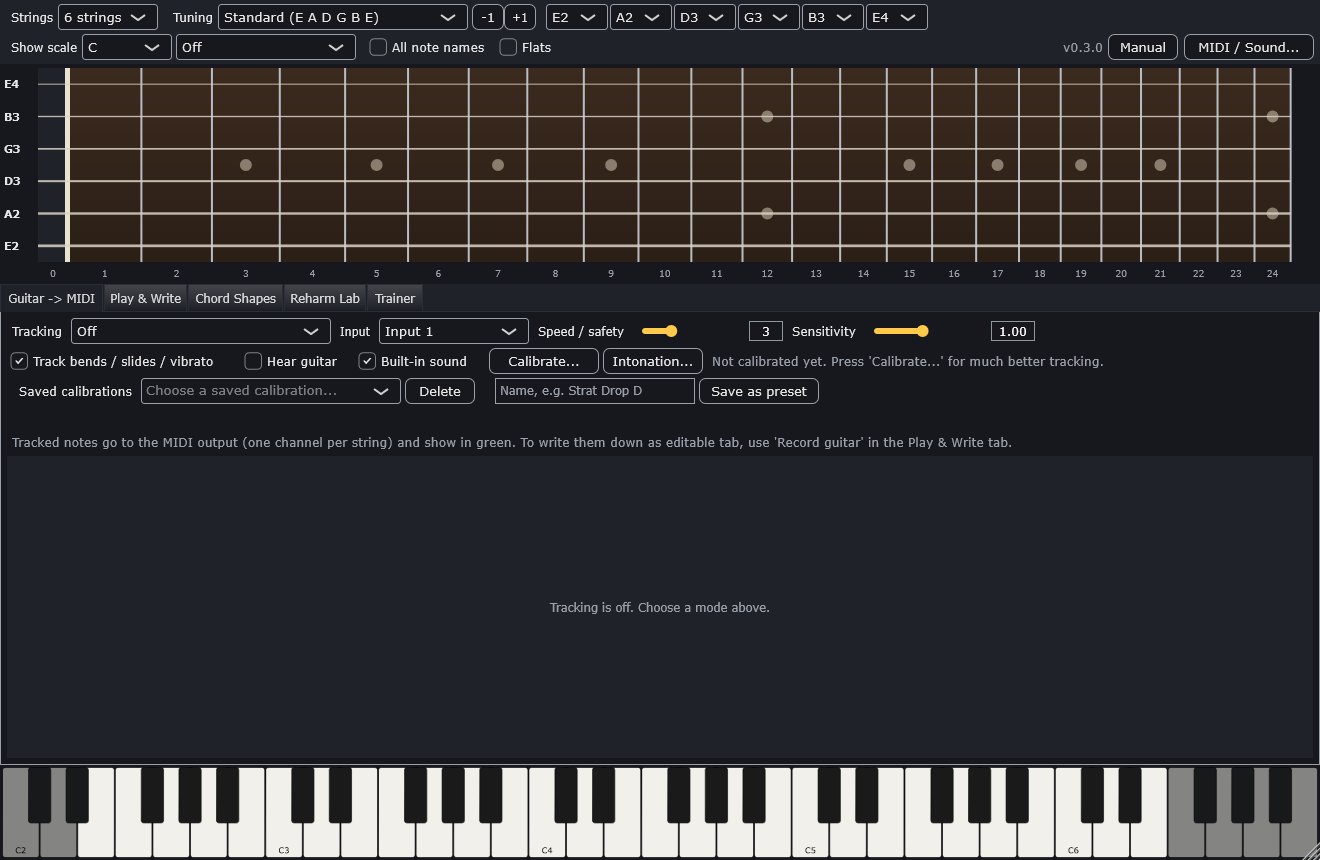 Strings 6 strings Tuning Standard (E A D G B E) -1 +1 E2 A2 D3 G3 B3 E4
Show scale C Off All note names Flats v0.3.0 Manual MIDI / Sound...
E4
B3
G3
D3
A2
E2
0 1 2 3 4 5 6 7 8 9 10 11 12 13 14 15 16 17 18 19 20 21 22 23 24
Guitar -> MIDI Play & Write Chord Shapes Reharm Lab Trainer
Tracking Off Input Input 1 Speed / safety 3 Sensitivity 1.00
Track bends / slides / vibrato Hear guitar Built-in sound Calibrate... Intonation... Not calibrated yet. Press 'Calibrate...' for much better tracking.
Saved calibrations Choose a saved calibration... Delete Name, e.g. Strat Drop D Save as preset
Tracked notes go to the MIDI output (one channel per string) and show in green. To write them down as editable tab, use 'Record guitar' in the Play & Write tab.
Tracking is off. Choose a mode above.
C2 C3 C4 C5 C6